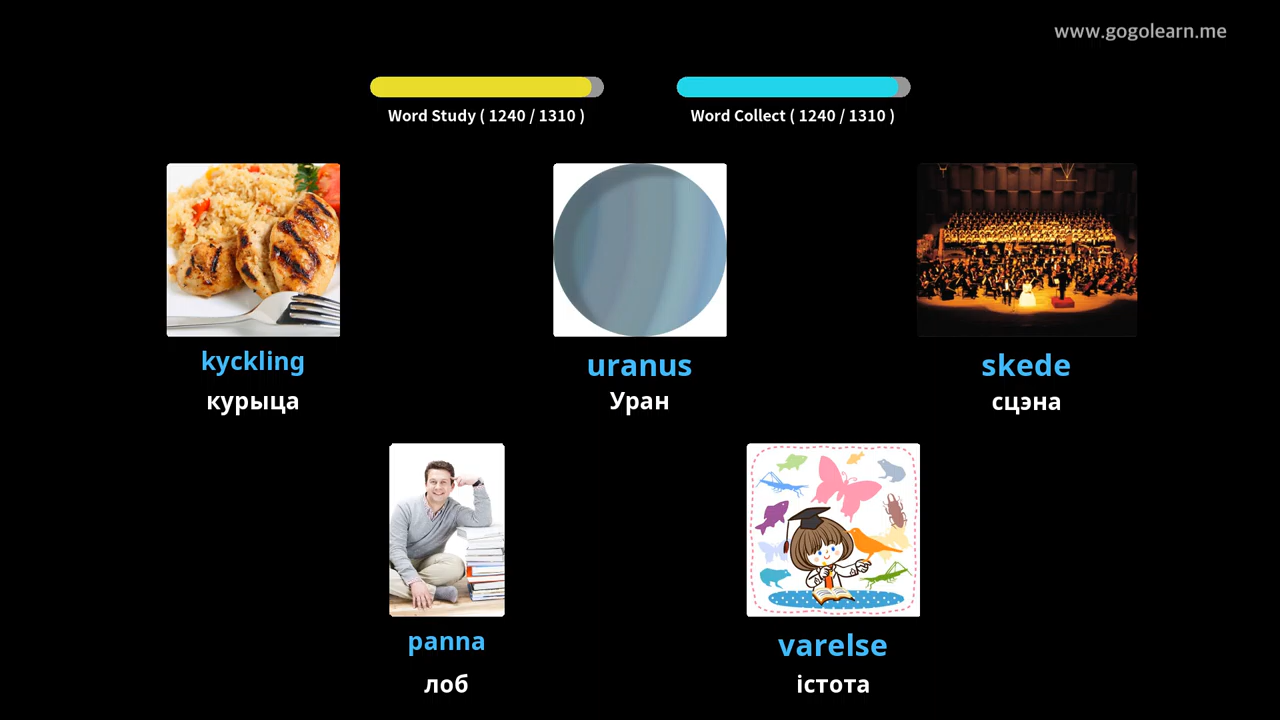 www.gogolearn.me
Word Study ( 1240 / 1310 )
Word Collect ( 1240 / 1310 )
kyckling
курыца
uranus
Уран
skede
сцэна
panna
лоб
varelse
істота